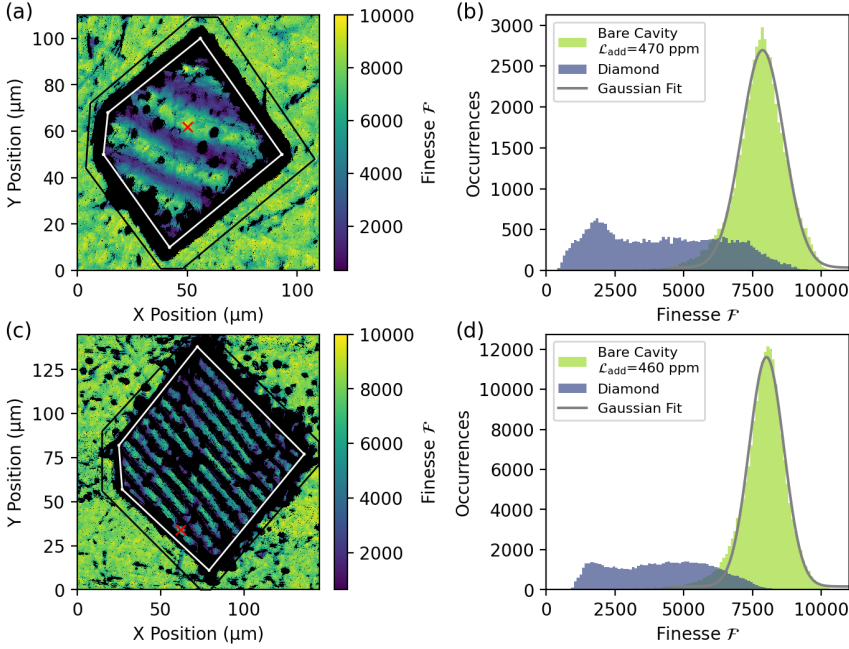 (a)
100
80
60
40
20
0
Y Position (µm)
0
50
100
X Position (µm)
10000
8000
6000
4000
2000
Finesse ℱ
(b)
3000
2500
2000
1500
1000
500
0
Occurrences
Bare Cavity
ℒadd=470 ppm
Diamond
Gaussian Fit
0
2500
5000
7500
10000
Finesse ℱ
(c)
125
100
75
50
25
0
Y Position (µm)
0
50
100
X Position (µm)
10000
8000
6000
4000
2000
Finesse ℱ
(d)
12000
10000
8000
6000
4000
2000
0
Occurrences
Bare Cavity
ℒadd=460 ppm
Diamond
Gaussian Fit
0
2500
5000
7500
10000
Finesse ℱ